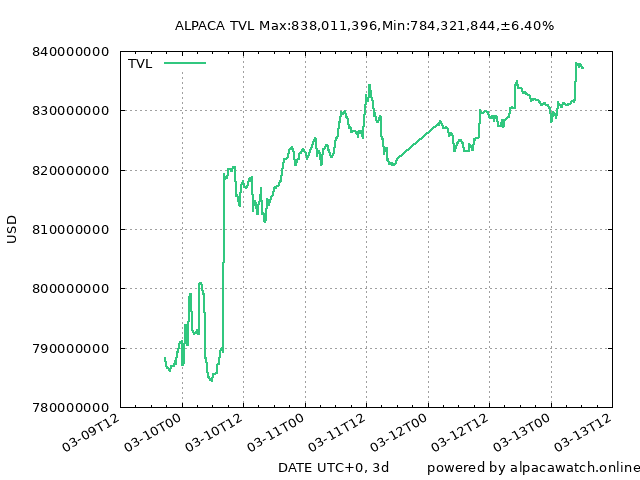 ALPACA TVL Max:838,011,396,Min:784,321,844,±6.40%
TVL
840000000
830000000
820000000
810000000
800000000
790000000
780000000
USD
03-09T12
03-10T00
03-10T12
03-11T00
03-11T12
03-12T00
03-12T12
03-13T00
03-13T12
DATE UTC+0, 3d
powered by alpacawatch.online